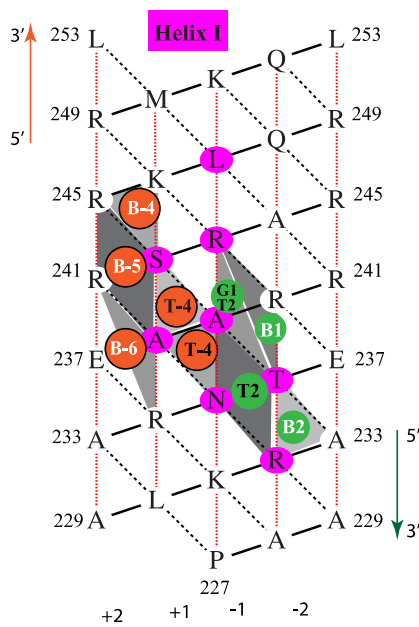 3′
Helix I
253 L L 253
Q
K
M
249 R R 249
5′
Q
L
K
245 R R 245
B-4
A
R
S
B-5
241 R R 241
G1
T2
R
T-4
A
B1
A
B-6
T-4
237 E E 237
T
T2
N
R
B2
233 A A 233
5′
R
K
L
229 A A 229
3′
A
P
227
+2 +1 -1 -2